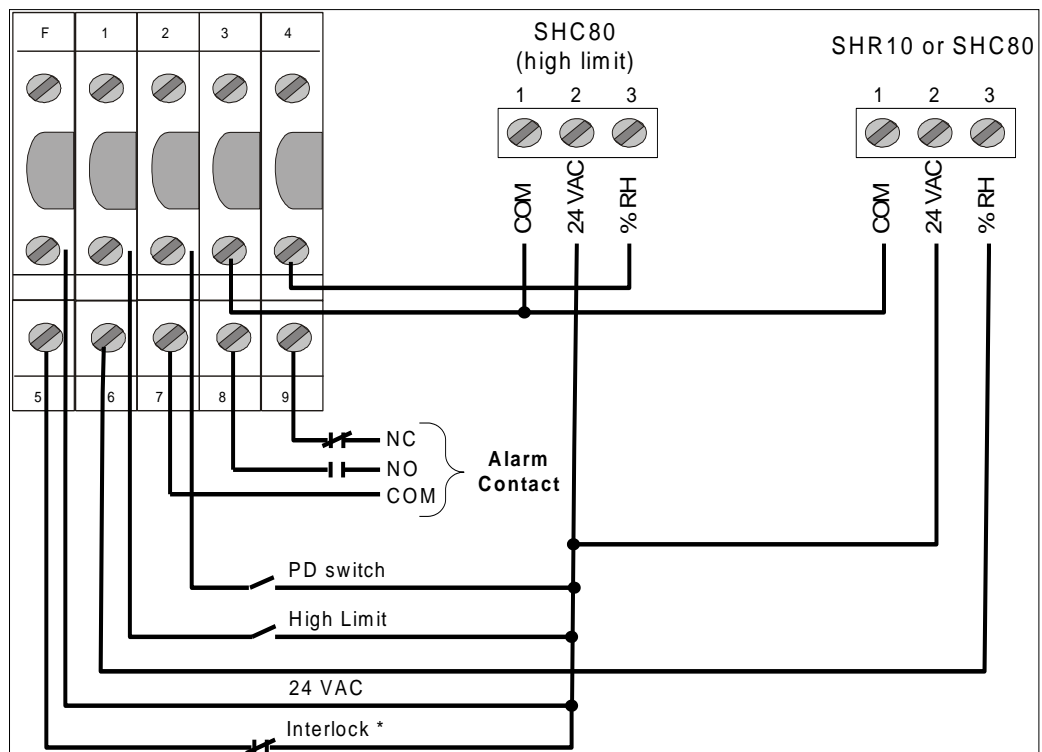 F 1 2 3 4
SHC80
(high limit)
1 2 3
COM
24 VAC
% RH
SHR10 or SHC80
1 2 3
COM
24 VAC
% RH
5 6 7 8 9
NC
NO
COM
Alarm
Contact
PD switch
High Limit
24 VAC
Interlock *